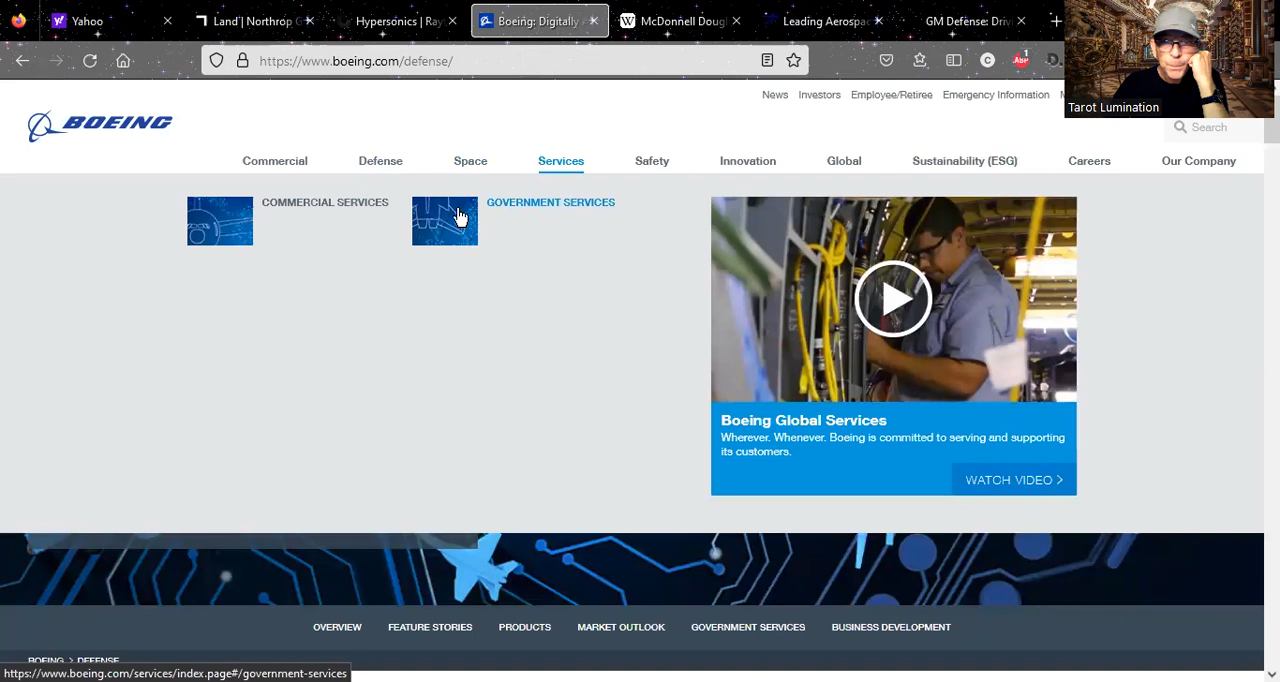 Yahoo
Land | Northrop G
Hypersonics | Ray
Boeing: Digitally A
McDonnell Doug
Leading Aerospac
GM Defense: Driv
https://www.boeing.com/defense/
Tarot Lumination
News Investors Employee/Retiree Emergency Information
BOEING
Search
Commercial Defense Space Services Safety Innovation Global Sustainability (ESG) Careers Our Company
COMMERCIAL SERVICES
GOVERNMENT SERVICES
Boeing Global Services
Wherever. Whenever. Boeing is committed to serving and supporting
its customers.
WATCH VIDEO >
OVERVIEW FEATURE STORIES PRODUCTS MARKET OUTLOOK GOVERNMENT SERVICES BUSINESS DEVELOPMENT
BOEING > DEFENSE
https://www.boeing.com/services/index.page#/government-services